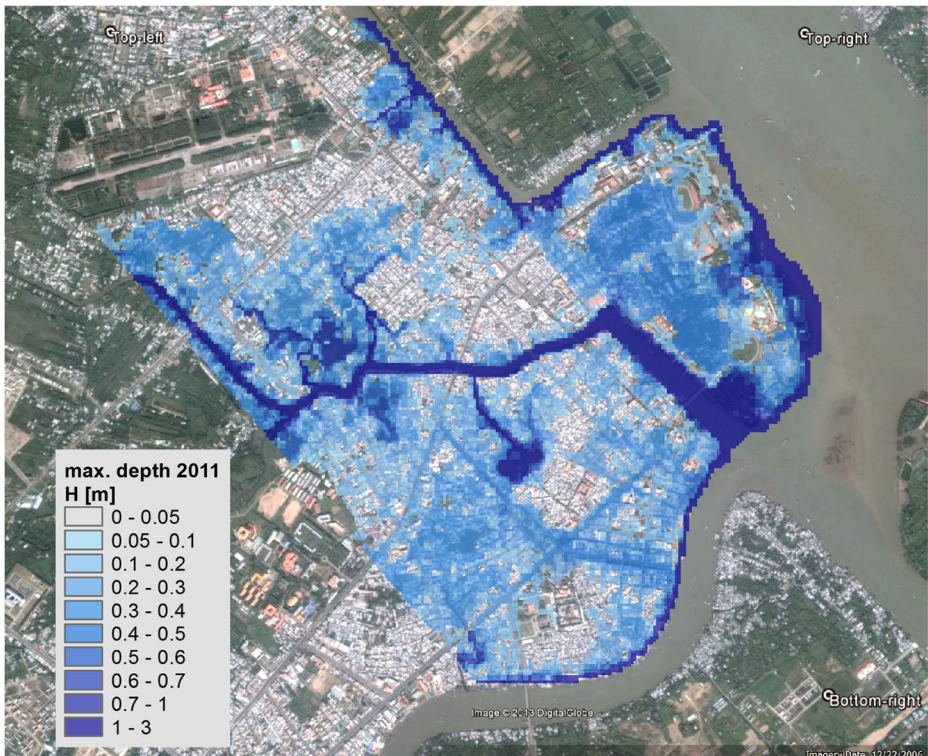 Top-left
Top-right
max. depth 2011
H [m]
0 - 0.05
0.05 - 0.1
0.1 - 0.2
0.2 - 0.3
0.3 - 0.4
0.4 - 0.5
0.5 - 0.6
0.6 - 0.7
0.7 - 1
1 - 3
Bottom-right
Image © 2013 DigitalGlobe
Imagery Date: 12/22/2006